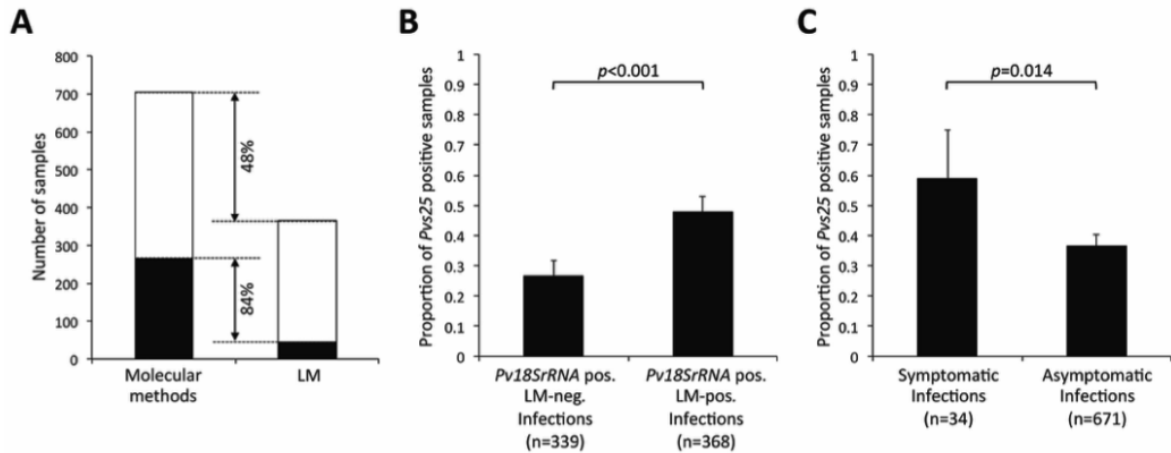 A
Number of samples
800
700
600
500
400
300
200
100
0
48%
84%
Molecular
methods
LM
B
Proportion of Pvs25 positive samples
1
0.9
0.8
0.7
0.6
0.5
0.4
0.3
0.2
0.1
0
p<0.001
Pv18SrRNA pos.
LM-neg.
Infections
(n=339)
Pv18SrRNA pos.
LM-pos.
Infections
(n=368)
C
Proportion of Pvs25 positive samples
1
0.9
0.8
0.7
0.6
0.5
0.4
0.3
0.2
0.1
0
p=0.014
Symptomatic
Infections
(n=34)
Asymptomatic
Infections
(n=671)